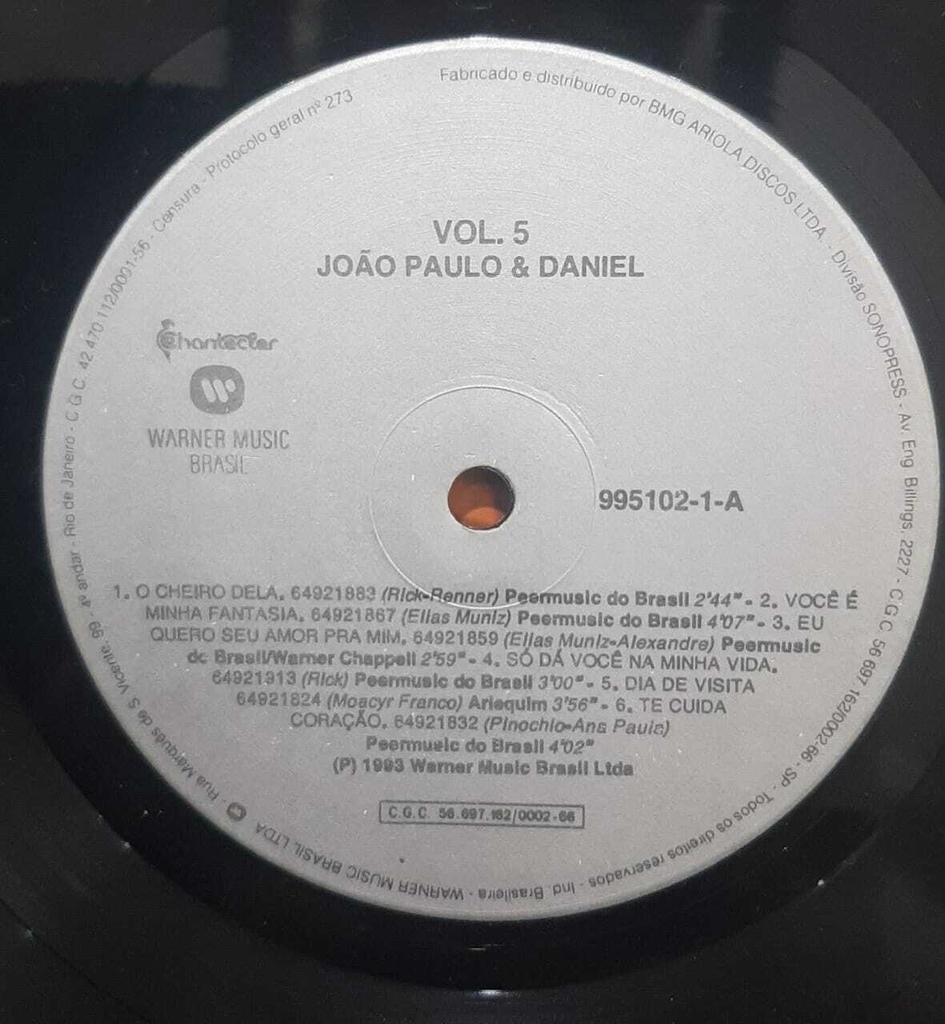 Fabricado e distribuido por BMG ARIOLA DISCOS LTDA. - Divisão SONOPRESS - Av. Eng Billings, 2227 - C.G.C. 56 697 162/0002-66 - SP - Todos os direitos reservados - Ind Brasileira - WARNER MUSIC BRASIL LTDA
Rua Marquês de S. Vicente, 99 - 4º andar - Rio de Janeiro - C G C. 42 470 112/0001-56 - Censura - Protocolo geral nº 273
VOL. 5
JOÃO PAULO & DANIEL
Chantecler
WARNER MUSIC
BRASIL
995102-1-A
1. O CHEIRO DELA. 64921883 (Rick-Renner) Peermusic do Brasil 2'44" - 2. VOCÊ É
MINHA FANTASIA. 64921867 (Elias Muniz) Peermusic do Brasil 4'07" - 3. EU
QUERO SEU AMOR PRA MIM. 64921859 (Elias Muniz-Alexandre) Peermusic
do Brasil/Warner Chappell 2'59" - 4. SÓ DÁ VOCÊ NA MINHA VIDA.
64921913 (Rick) Peermusic do Brasil 3'00" - 5. DIA DE VISITA
64921824 (Moacyr Franco) Arlequim 3'56" - 6. TE CUIDA
CORAÇÃO. 64921832 (Pinochio-Ana Paula)
Peermusic do Brasil 4'02"
(P) 1993 Warner Music Brasil Ltda
C.G.C. 56.697.162/0002-66